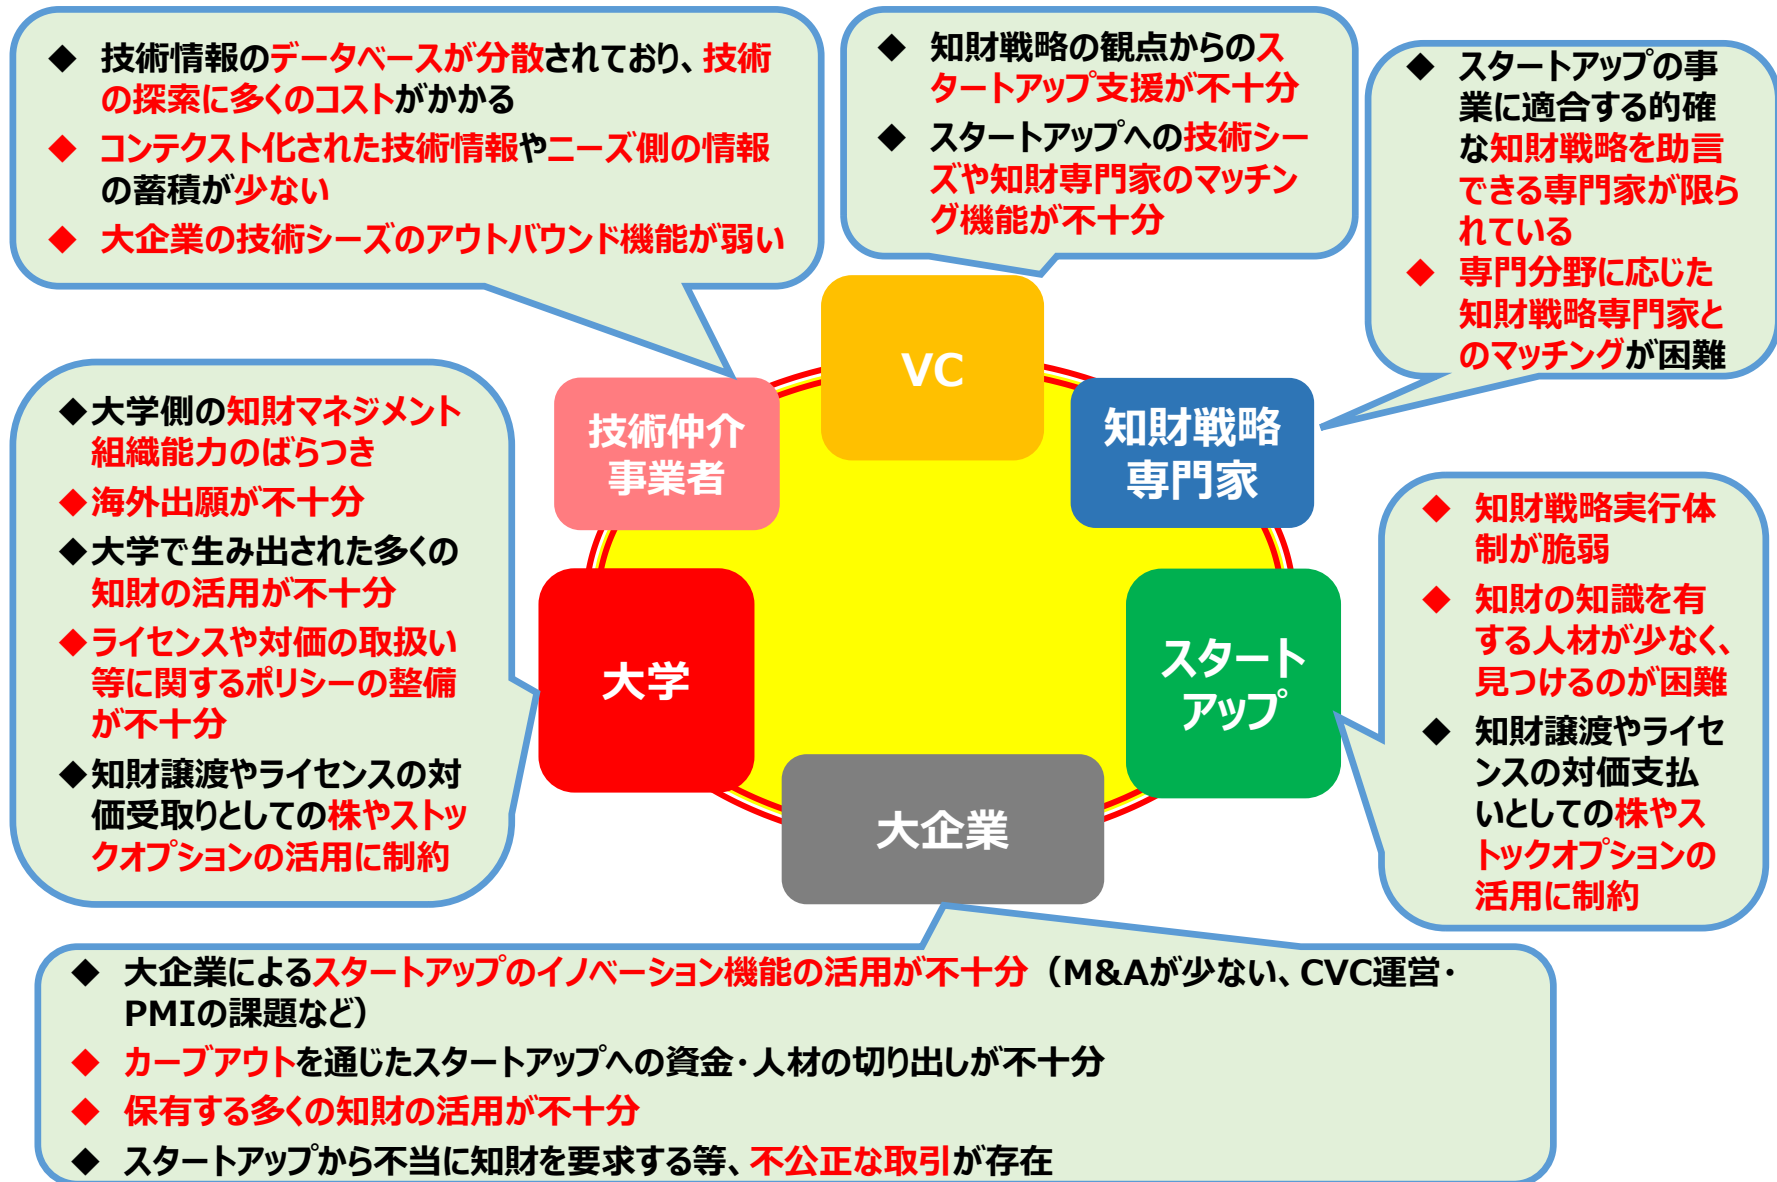 ◆ 技術情報のデータベースが分散されており、技術
の探索に多くのコストがかかる
◆ コンテクスト化された技術情報やニーズ側の情報
の蓄積が少ない
◆ 大企業の技術シーズのアウトバウンド機能が弱い
◆ 知財戦略の観点からのス
タートアップ支援が不十分
◆ スタートアップへの技術シー
ズや知財専門家のマッチン
グ機能が不十分
◆ スタートアップの事
業に適合する的確
な知財戦略を助言
できる専門家が限ら
れている
◆ 専門分野に応じた
知財戦略専門家と
のマッチングが困難
VC
技術仲介
事業者
知財戦略
専門家
大学
スタート
アップ
大企業
◆大学側の知財マネジメント
組織能力のばらつき
◆海外出願が不十分
◆大学で生み出された多くの
知財の活用が不十分
◆ライセンスや対価の取扱い
等に関するポリシーの整備
が不十分
◆知財譲渡やライセンスの対
価受取りとしての株やストッ
クオプションの活用に制約
◆ 知財戦略実行体
制が脆弱
◆ 知財の知識を有
する人材が少なく、
見つけるのが困難
◆ 知財譲渡やライセ
ンスの対価支払
いとしての株やス
トックオプションの
活用に制約
◆ 大企業によるスタートアップのイノベーション機能の活用が不十分（M&Aが少ない、CVC運営・
PMIの課題など）
◆ カーブアウトを通じたスタートアップへの資金・人材の切り出しが不十分
◆ 保有する多くの知財の活用が不十分
◆ スタートアップから不当に知財を要求する等、不公正な取引が存在